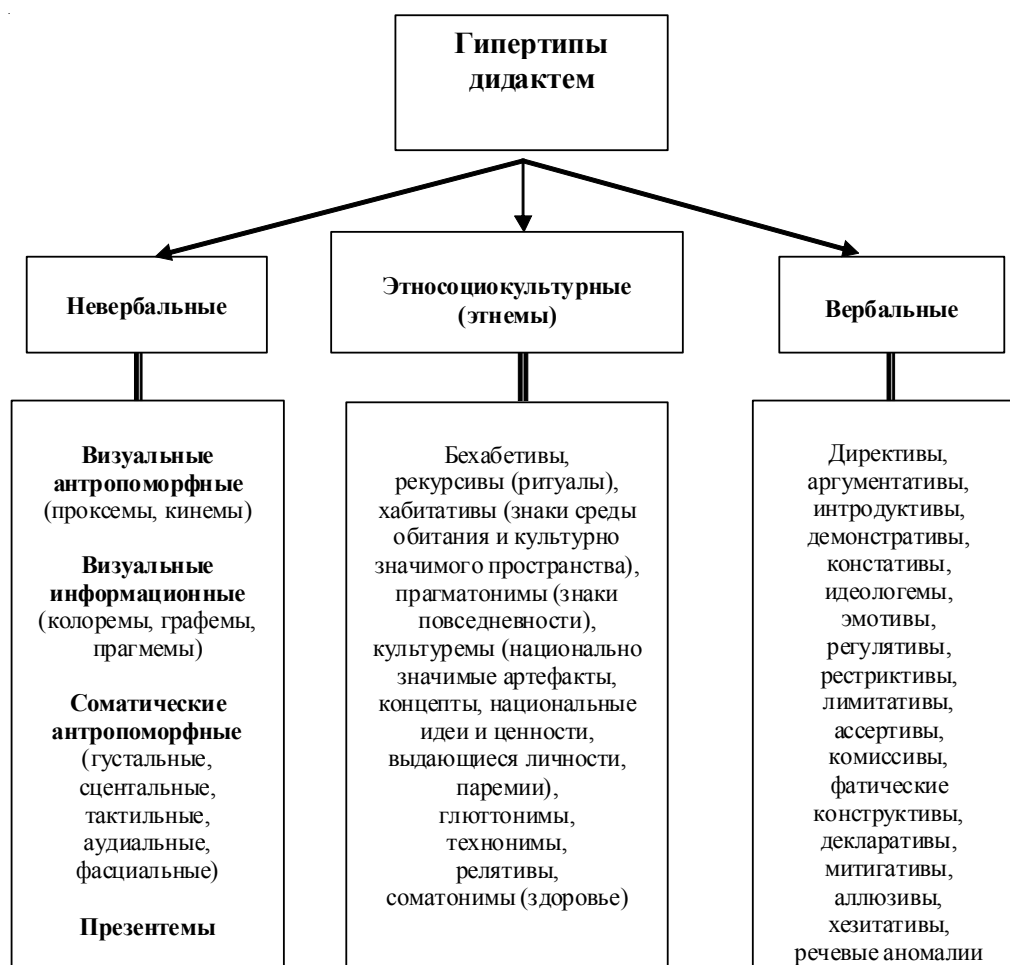 Гипертипы
дидактем
Невербальные
Этносоциокультурные
(этнемы)
Вербальные
Визуальные
антропоморфные
(проксемы, кинемы)
Визуальные
информационные
(колоремы, графемы,
прагмемы)
Соматические
антропоморфные
(густальные,
сцентальные,
тактильные,
аудиальные,
фасциальные)
Презентемы
Бехабетивы,
рекурсивы (ритуалы),
хабитативы (знаки среды
обитания и культурно
значимого пространства),
прагматонимы (знаки
повседневности),
культуремы (национально
значимые артефакты,
концепты, национальные
идеи и ценности,
выдающиеся личности,
паремии),
глюттонимы,
технонимы,
релятивы,
соматонимы (здоровье)
Директивы,
аргументативы,
интродуктивы,
демонстративы,
констативы,
идеологемы,
эмотивы,
регулятивы,
рестриктивы,
лимитативы,
ассертивы,
комиссивы,
фатические
конструктивы,
декларативы,
митигативы,
аллюзивы,
хезитативы,
речевые аномалии